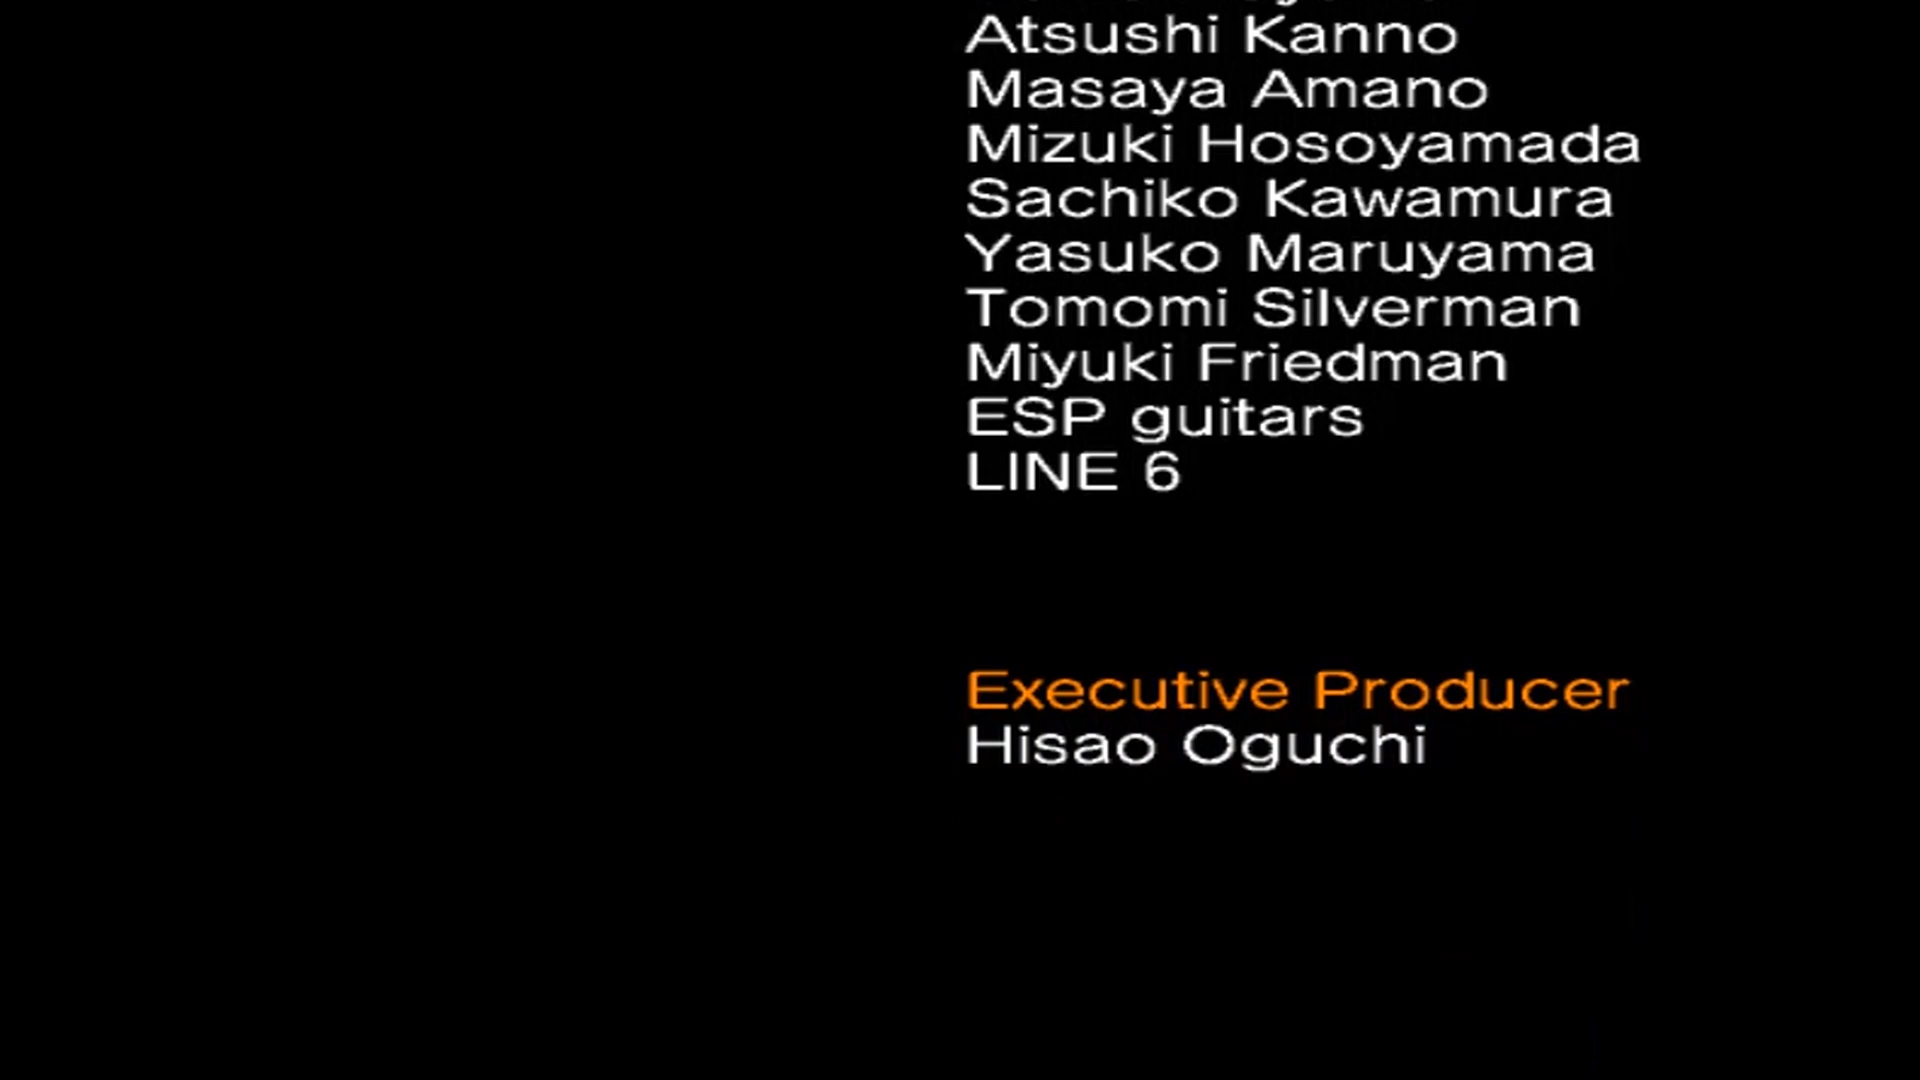 Atsushi Kanno
Masaya Amano
Mizuki Hosoyamada
Sachiko Kawamura
Yasuko Maruyama
Tomomi Silverman
Miyuki Friedman
ESP guitars
LINE 6
Executive Producer
Hisao Oguchi